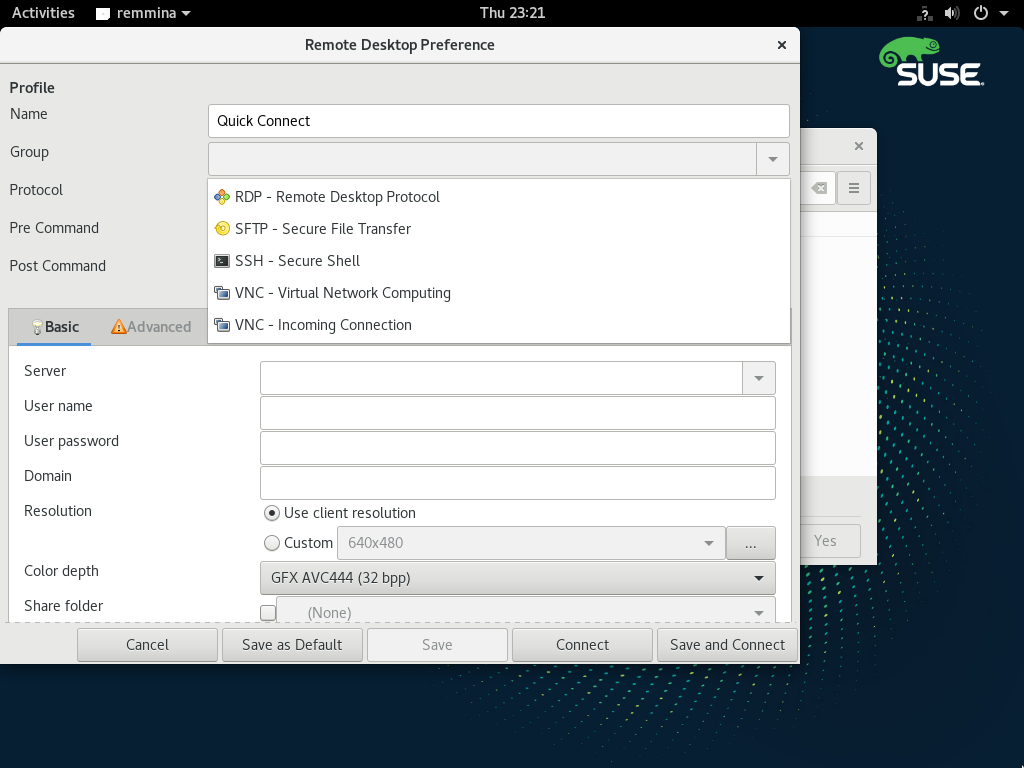 Activities remmina Thu 23:21
SUSE
Remote Desktop Preference
Profile
Name Quick Connect
Group
Protocol
RDP - Remote Desktop Protocol
Pre Command
SFTP - Secure File Transfer
SSH - Secure Shell
Post Command
VNC - Virtual Network Computing
VNC - Incoming Connection
Basic Advanced
Server
User name
User password
Domain
Resolution Use client resolution
Custom 640x480 ...
Color depth GFX AVC444 (32 bpp)
Share folder (None)
Cancel Save as Default Save Connect Save and Connect
Yes